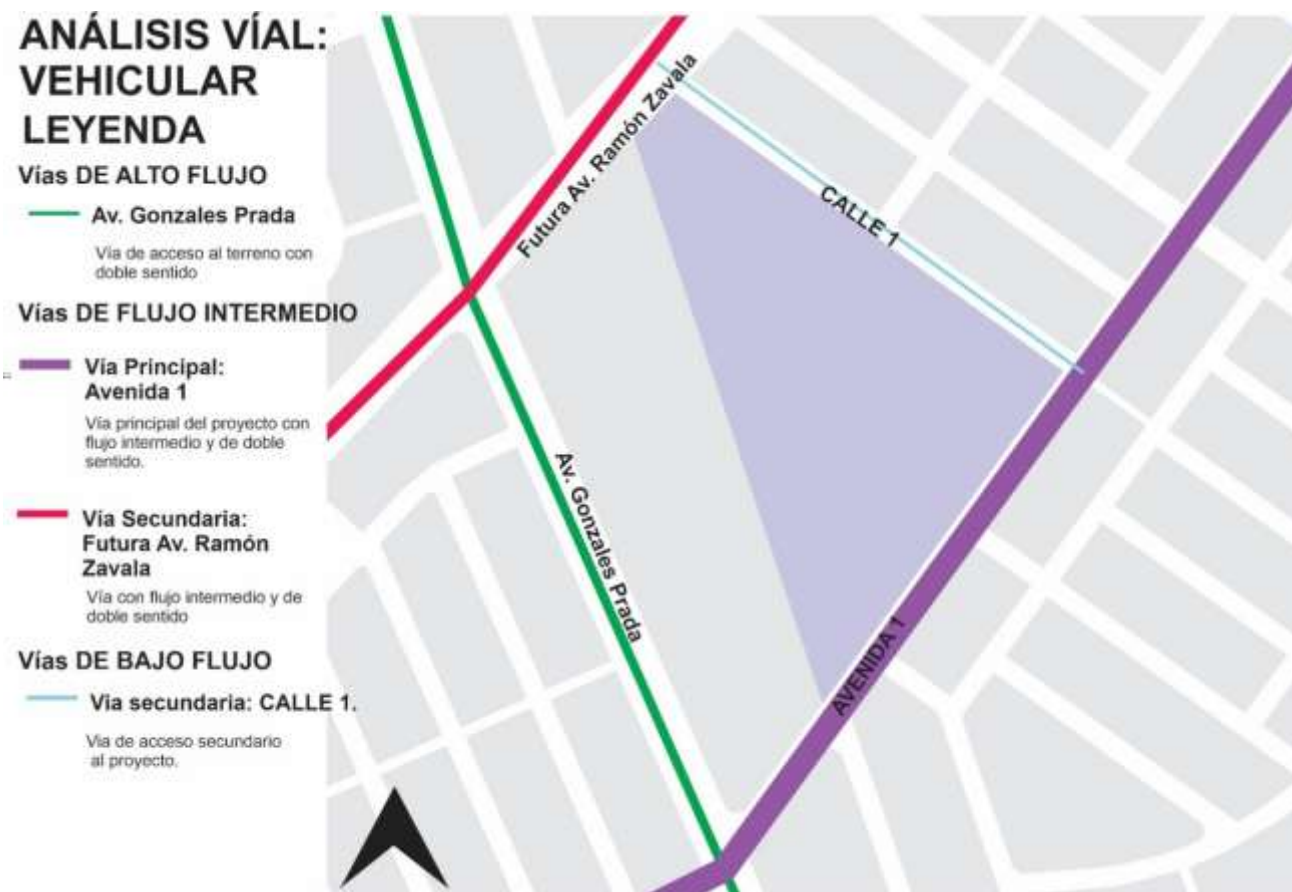 ANÁLISIS VÍAL:
VEHICULAR
LEYENDA
Vías DE ALTO FLUJO
Av. Gonzales Prada
Vía de acceso al terreno con
doble sentido
Vías DE FLUJO INTERMEDIO
Vía Principal:
Avenida 1
Vía principal del proyecto con
flujo intermedio y de doble
sentido.
Vía Secundaria:
Futura Av. Ramón
Zavala
Vía con flujo intermedio y de
doble sentido
Vías DE BAJO FLUJO
Via secundaria: CALLE 1.
Via de acceso secundario
al proyecto.
Futura Av. Ramón Zavala
CALLE 1
Av. Gonzales Prada
AVENIDA 1